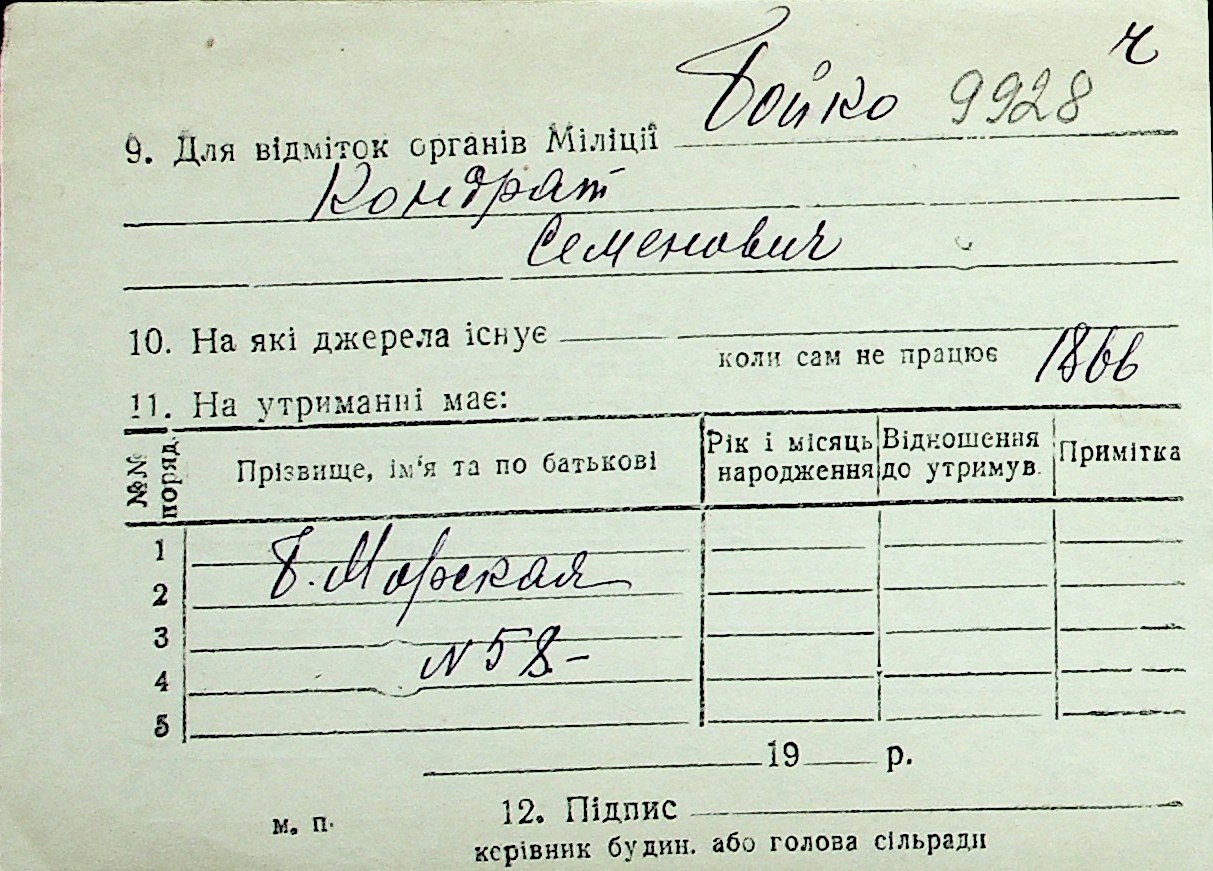 ч
Бойко 9928
9. Для відміток органів Міліції
Кондрат
Семенович
10. На які джерела існує
коли сам не працює 1866
11. На утриманні має:
№№ поряд. Прізвище, ім'я та по батькові Рік і місяць народження Відношення до утримув. Примітка
1
Б. Морская
2
3
№ 58-
4
5
19 р.
м. п. 12. Підпис
керівник будин. або голова сільради